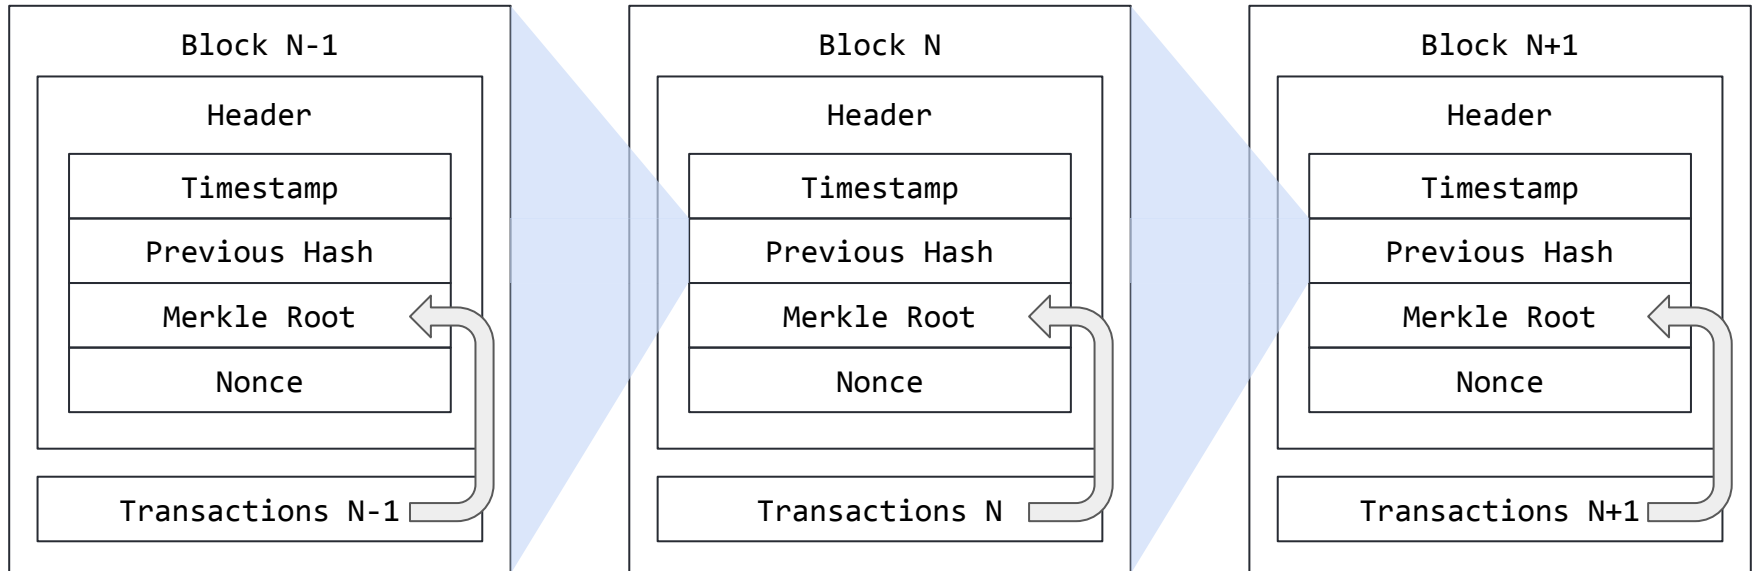 Block N-1
Header
Timestamp
Previous Hash
Merkle Root
Nonce
Transactions N-1
Block N
Header
Timestamp
Previous Hash
Merkle Root
Nonce
Transactions N
Block N+1
Header
Timestamp
Previous Hash
Merkle Root
Nonce
Transactions N+1